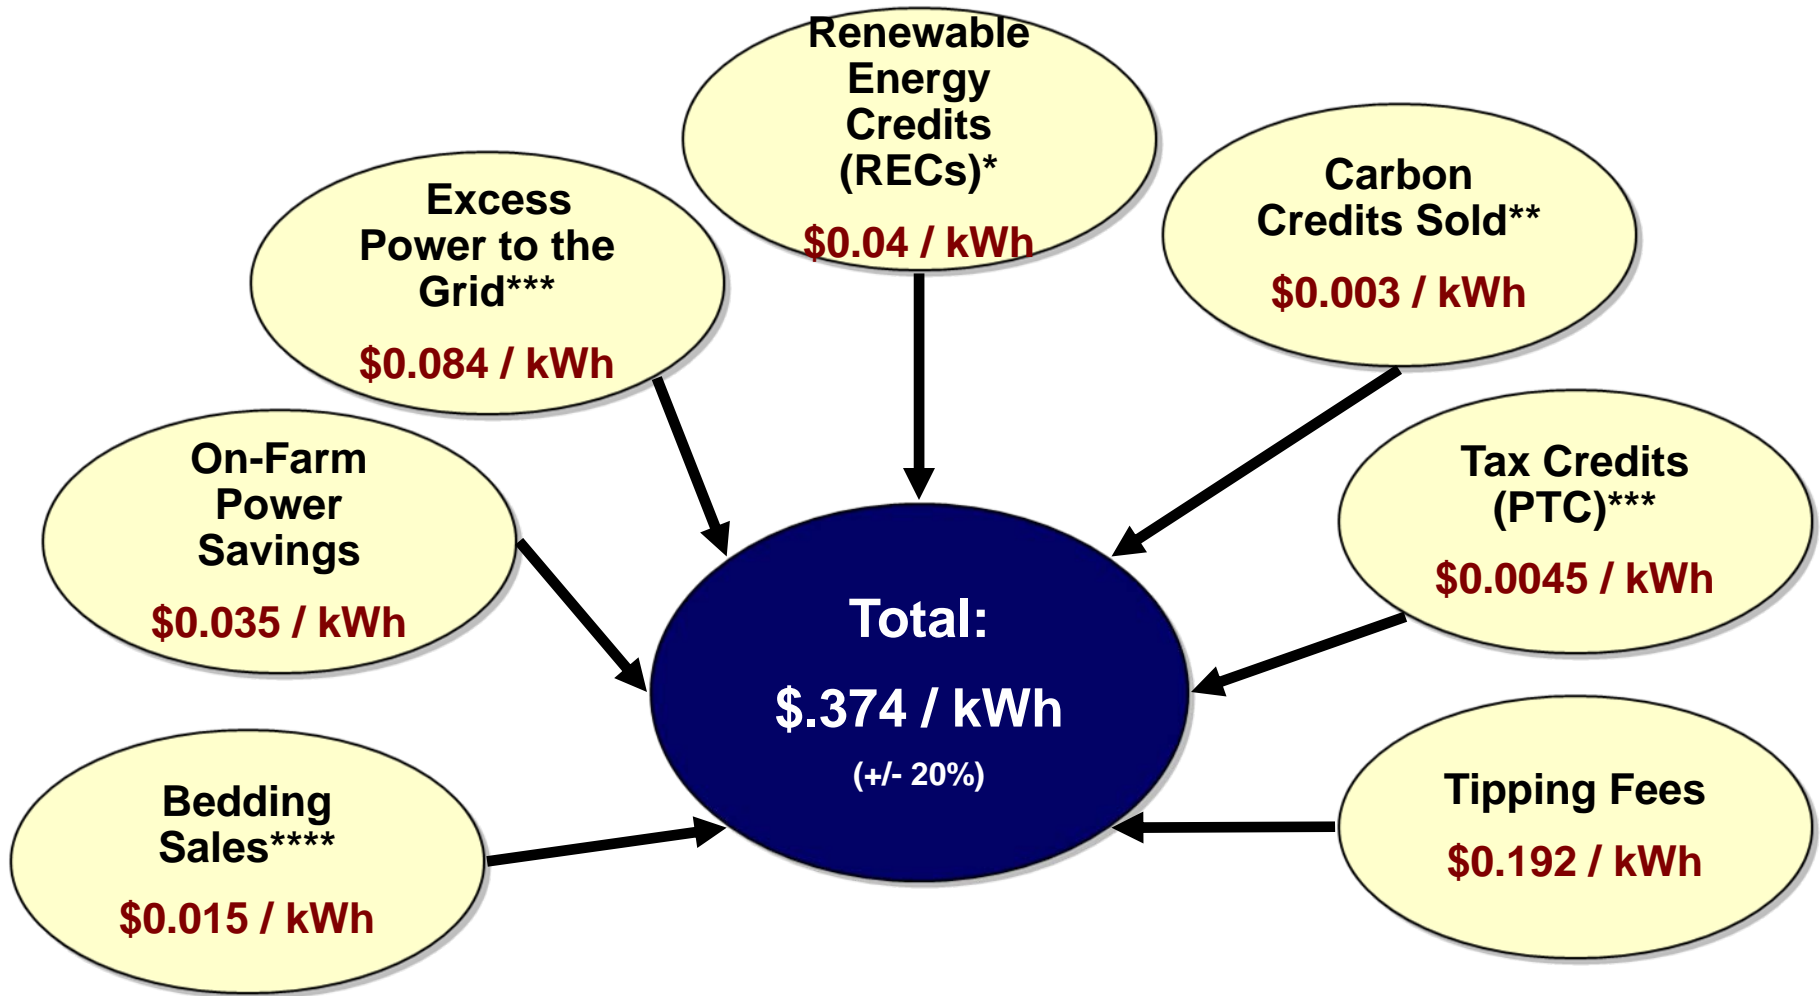 Renewable
Energy
Credits
(RECs)*
$0.04 / kWh
Carbon
Credits Sold**
$0.003 / kWh
Excess
Power to the
Grid***
$0.084 / kWh
On-Farm
Power
Savings
$0.035 / kWh
Tax Credits
(PTC)***
$0.0045 / kWh
Total:
$.374 / kWh
(+/- 20%)
Bedding
Sales****
$0.015 / kWh
Tipping Fees
$0.192 / kWh